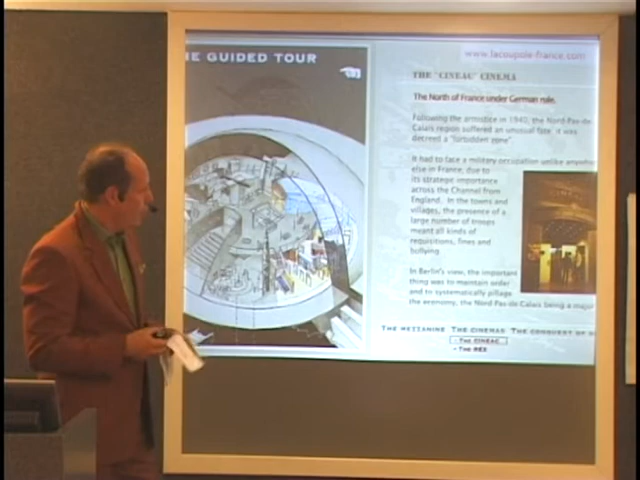 E GUIDED TOUR
www.lacoupole-france.com
THE "CINEAC" CINEMA
The North of France under German rule.
Following the armistice in 1940, the Nord-Pas-de
Calais region suffered an unusual fate: it was
decreed a "forbidden zone".
It had to face a military occupation unlike anywhere
else in France, due to
its strategic importance
across the Channel from
England. In the towns and
villages, the presence of a
large number of troops
meant all kinds of
requisitions, fines and
bullying.
In Berlin's view, the important
thing was to maintain order
and to systematically pillage
the economy, the Nord-Pas-de-Calais being a major
THE MEZZANINE THE CINEMAS THE CONQUEST OF
- THE CINEAC
- THE REX